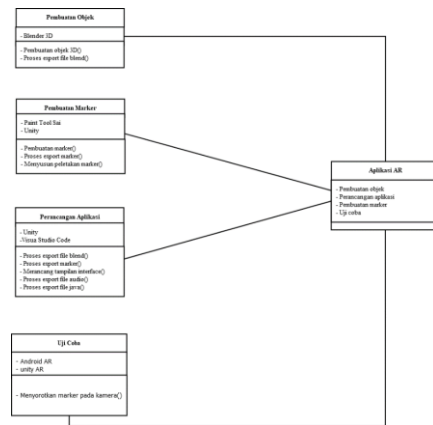 Pembuatan Objek
- Blender 3D
- Pembuatan objek 3D()
- Proses export file blend()
Pembuatan Marker
- Paint Tool Sai
- Unity
- Pembuatan marker()
- Proses export marker()
- Menyusun peletakan marker()
Perancangan Aplikasi
- Unity
-Visua Studio Code
- Proses export file blend()
- Proses export marker()
- Merancang tampilan interface()
- Proses export file audio()
- Proses export file java()
Uji Coba
- Android AR
- unity AR
- Menyorotkan marker pada kamera()
Aplikasi AR
- Pembuatan objek
- Perancangan aplikasi
- Pembuatan marker
- Uji coba